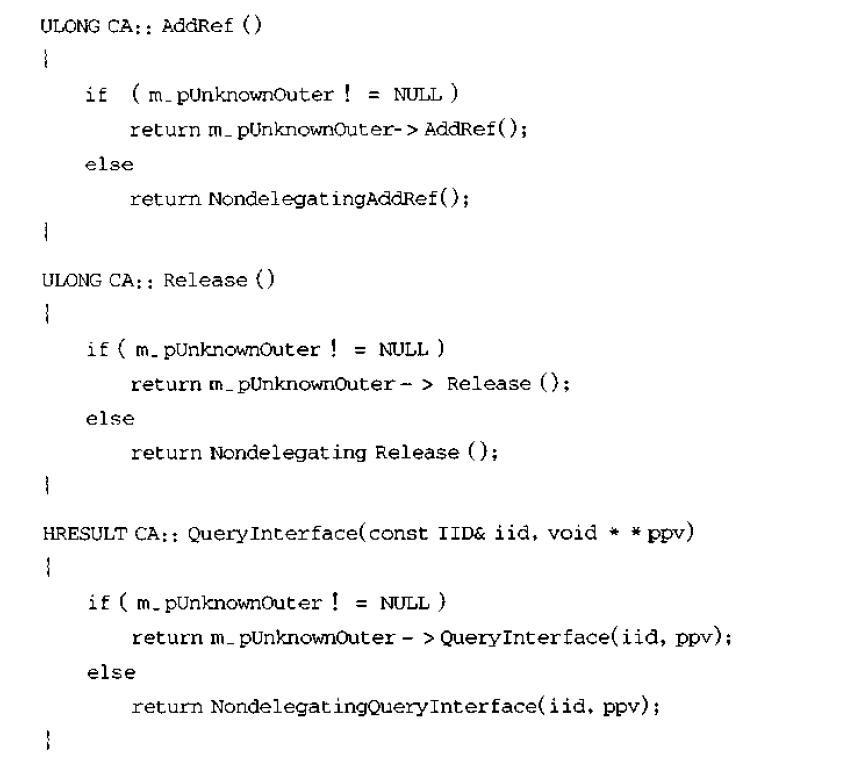 ULONG CA:: AddRef ()
{
if ( m_pUnknownOuter ! = NULL )
return m_pUnknownOuter-> AddRef();
else
return NondelegatingAddRef();
}
ULONG CA:: Release ()
{
if ( m_pUnknownOuter ! = NULL )
return m_pUnknownOuter - > Release ();
else
return Nondelegating Release ();
}
HRESULT CA:: QueryInterface(const IID& iid, void * * ppv)
{
if ( m_pUnknownOuter ! = NULL )
return m_pUnknownOuter - > QueryInterface(iid, ppv);
else
return NondelegatingQueryInterface(iid, ppv);
}